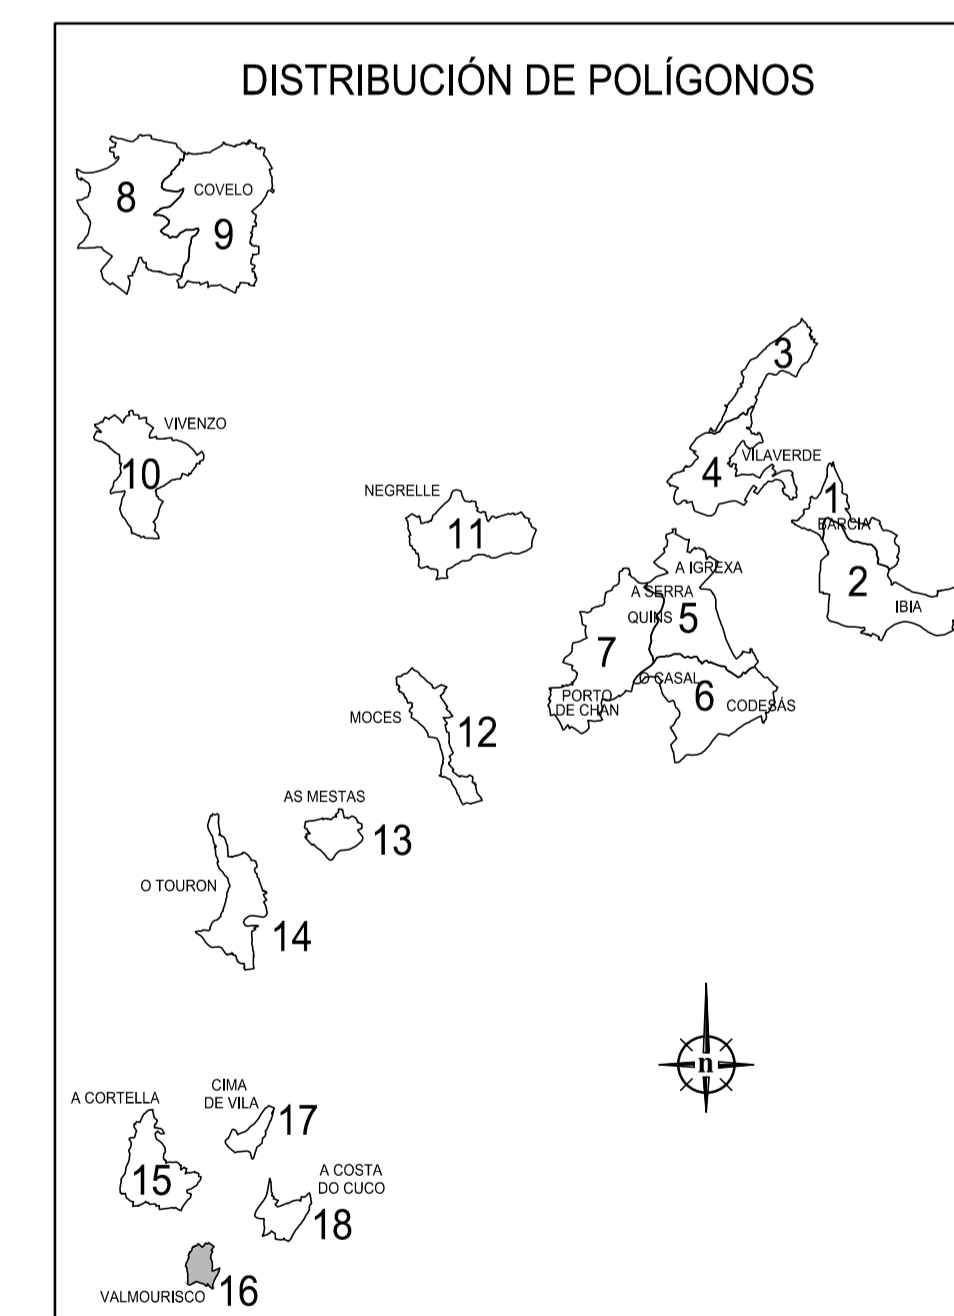 DISTRIBUCIÓN DE POLÍGONOS
8
COVELO
9
3
VIVENZO
10
4
VILAVERDE
NEGRELLE
11
1
BARCIA
2
IBIA
A IGREXA
A SERRA
QUINS
5
7
O CASAL
6
PORTO
DE CHAN
CODESÁS
MOCES
12
AS MESTAS
13
O TOURON
14
n
A CORTELLA
15
CIMA
DE VILA
17
A COSTA
DO CUCO
18
VALMOURISCO
16